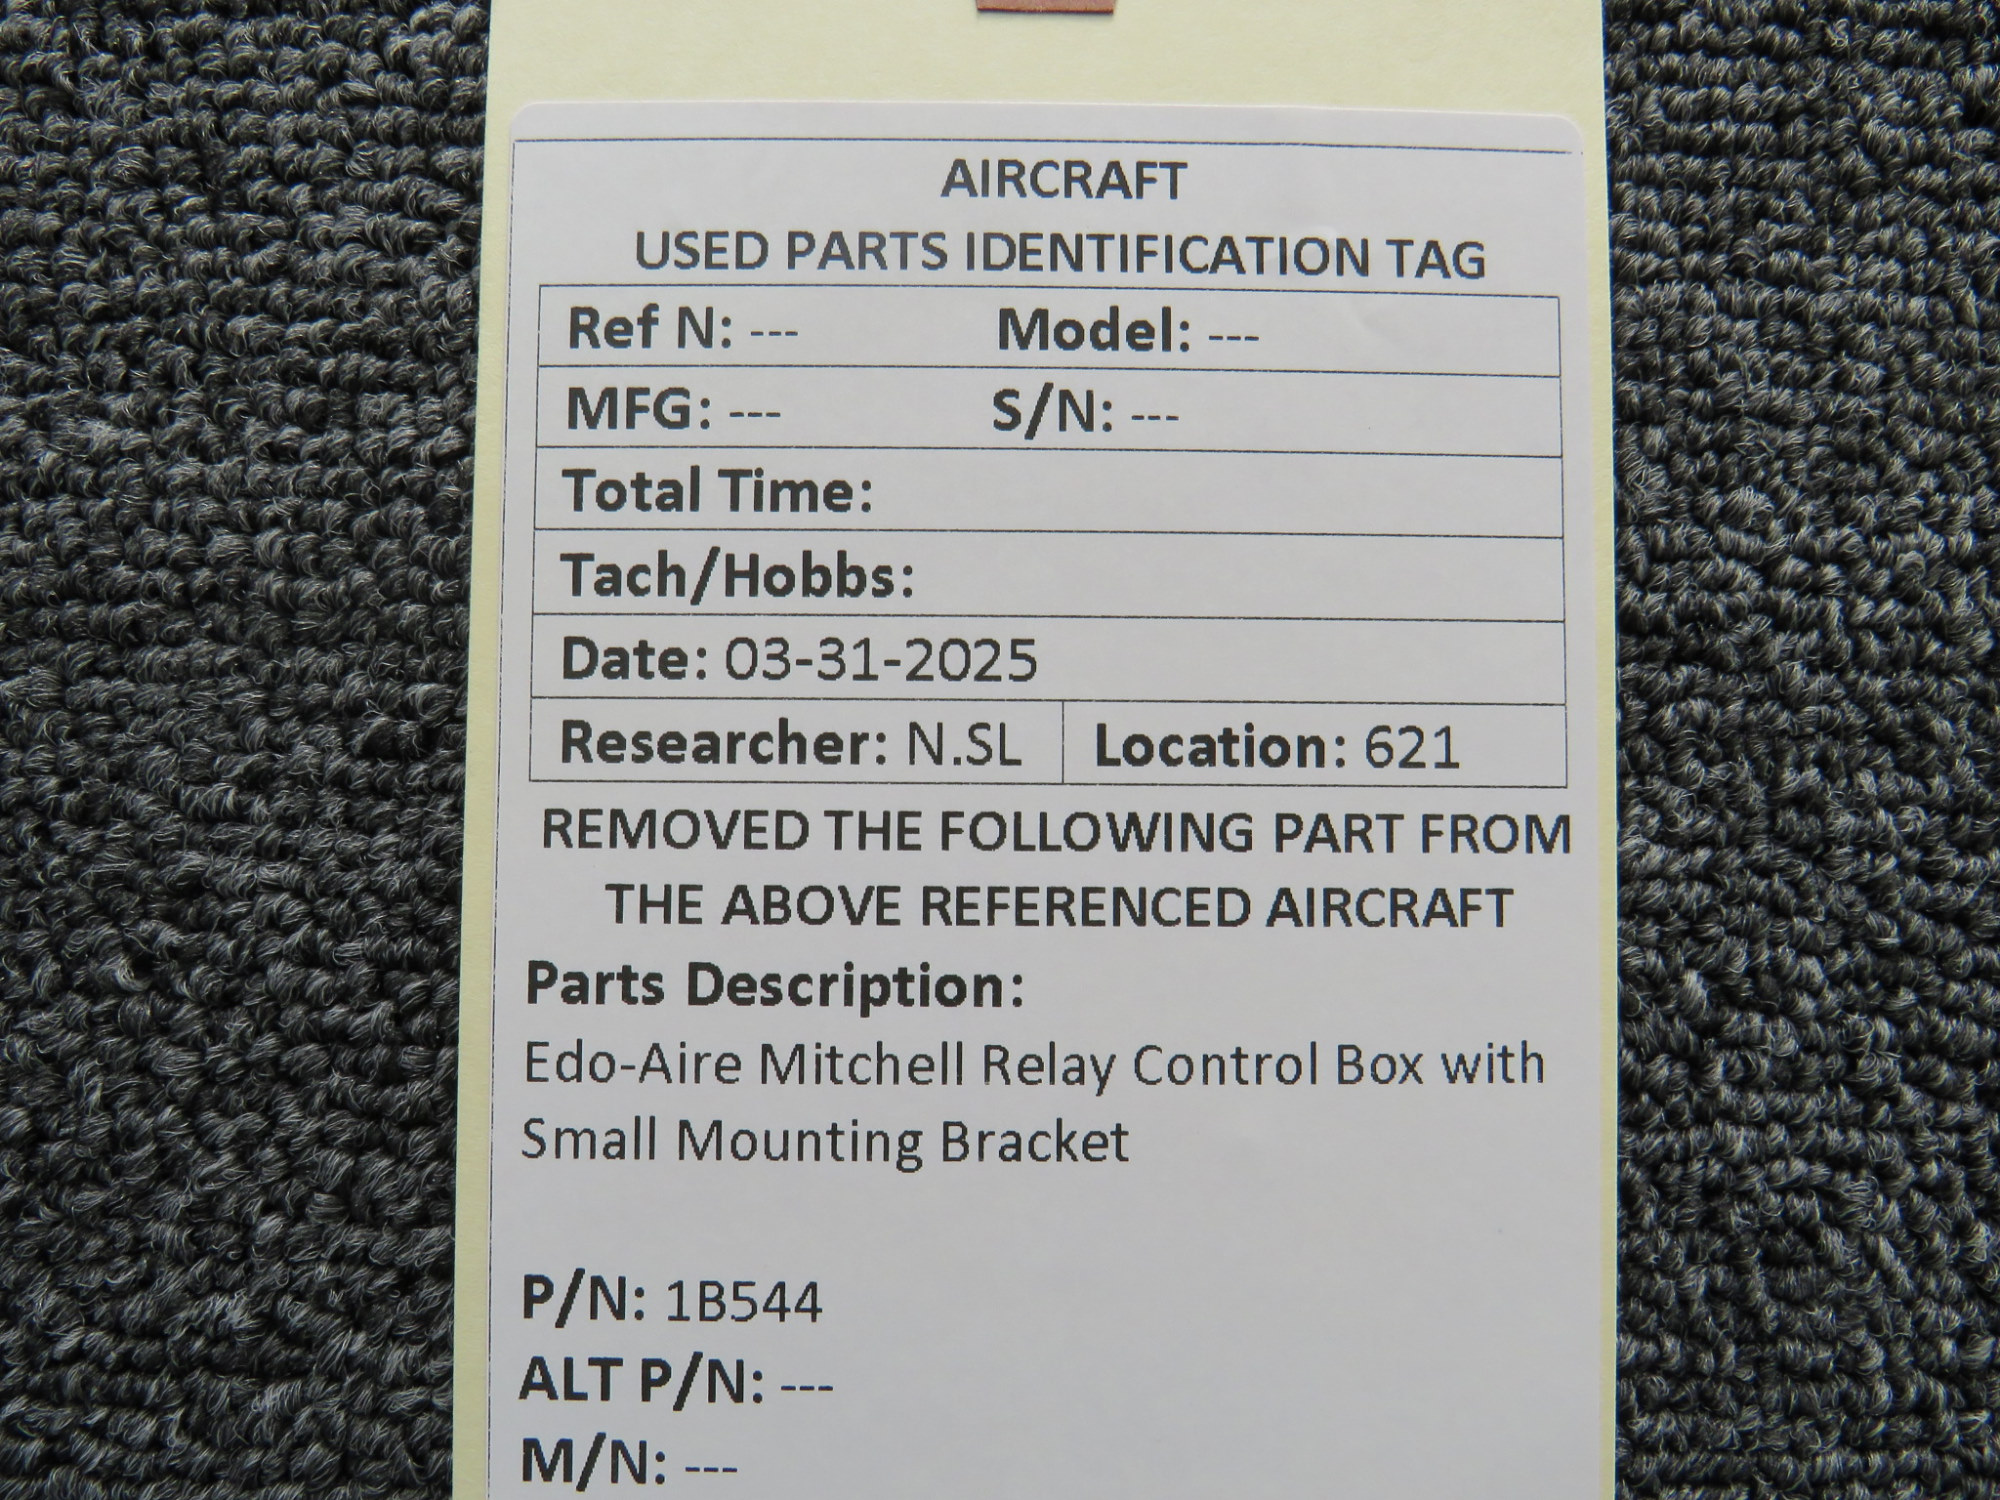 AIRCRAFT
USED PARTS IDENTIFICATION TAG
Ref N: --- Model: ---
MFG: --- S/N: ---
Total Time:
Tach/Hobbs:
Date: 03-31-2025
Researcher: N.SL Location: 621
REMOVED THE FOLLOWING PART FROM
THE ABOVE REFERENCED AIRCRAFT
Parts Description:
Edo-Aire Mitchell Relay Control Box with
Small Mounting Bracket
P/N: 1B544
ALT P/N: ---
M/N: ---